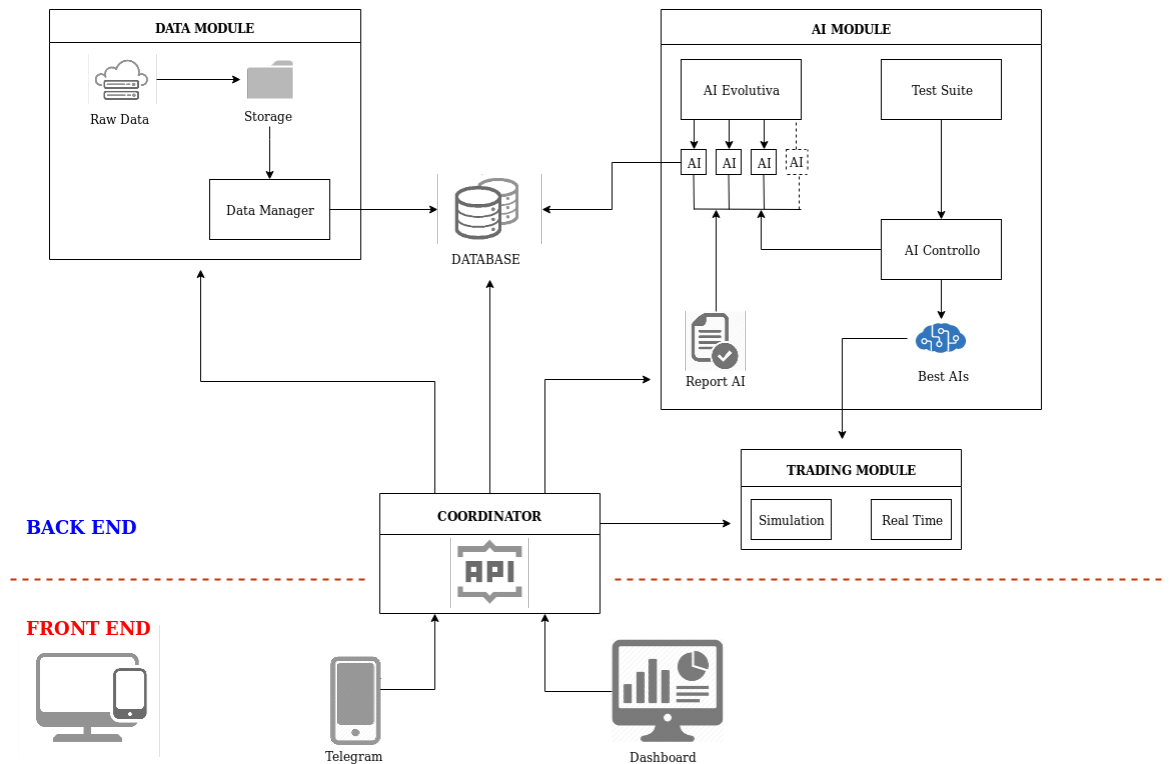 DATA MODULE
Raw Data
Storage
Data Manager
DATABASE
AI MODULE
AI Evolutiva
Test Suite
AI
AI
AI
AI
AI Controllo
Report AI
Best AIs
TRADING MODULE
Simulation
Real Time
COORDINATOR
API
BACK END
FRONT END
Telegram
Dashboard